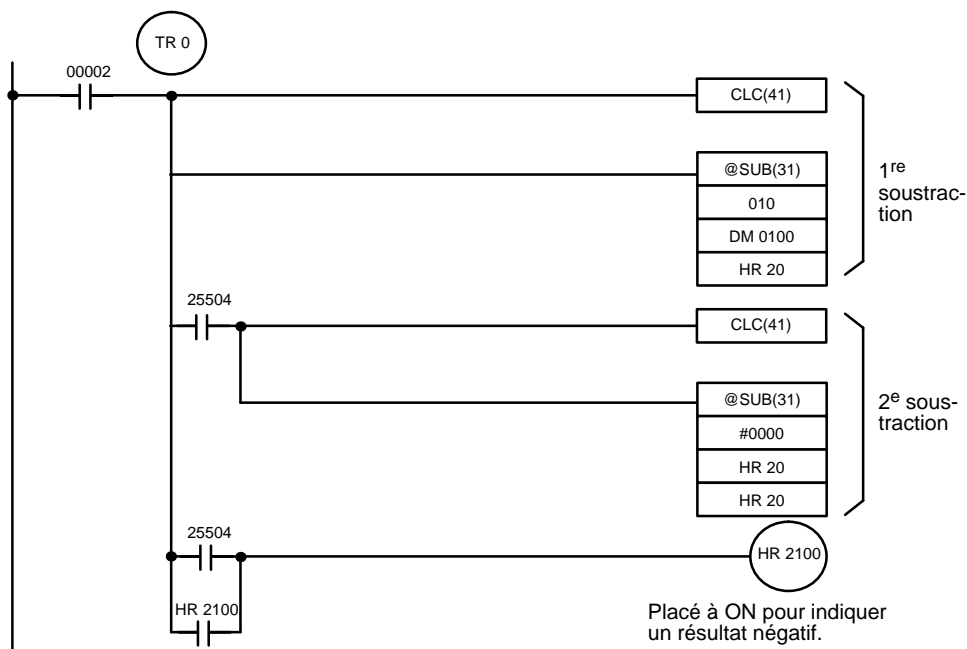 TR 0
00002
CLC(41)
@SUB(31)
010
DM 0100
HR 20
1re
soustrac-
tion
25504
CLC(41)
@SUB(31)
#0000
HR 20
HR 20
2e sous-
traction
25504
HR 2100
HR 2100
Placé à ON pour indiquer
un résultat négatif.